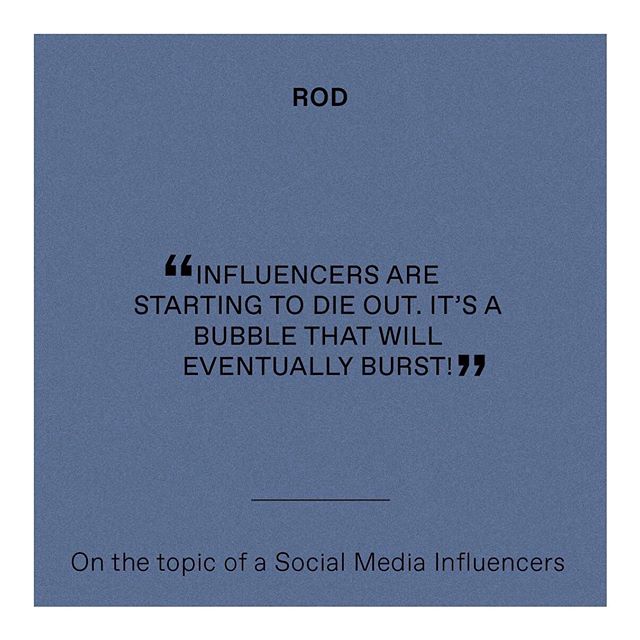 ROD
“INFLUENCERS ARE
STARTING TO DIE OUT. IT’S A
BUBBLE THAT WILL
EVENTUALLY BURST!”
On the topic of a Social Media Influencers